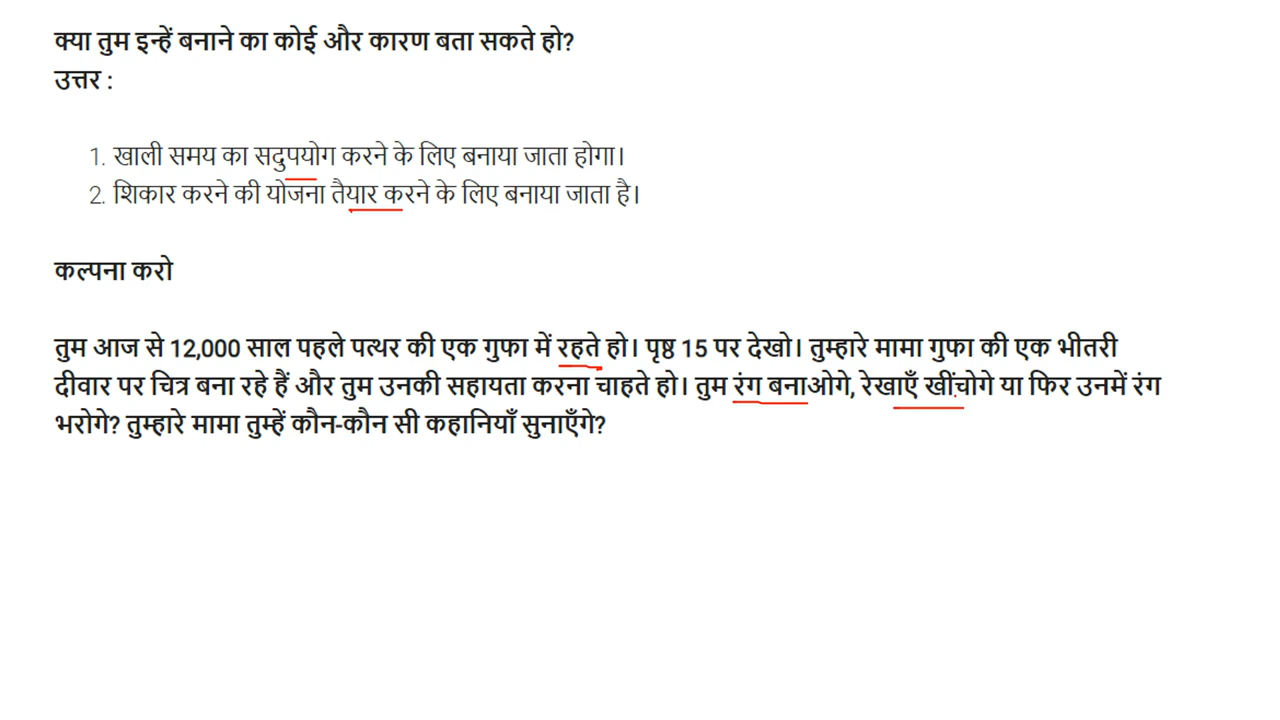 क्या तुम इन्हें बनाने का कोई और कारण बता सकते हो?
उत्तर :
1. खाली समय का सदुपयोग करने के लिए बनाया जाता होगा।
2. शिकार करने की योजना तैयार करने के लिए बनाया जाता है।
कल्पना करो
तुम आज से 12,000 साल पहले पत्थर की एक गुफा में रहते हो। पृष्ठ 15 पर देखो। तुम्हारे मामा गुफा की एक भीतरी
दीवार पर चित्र बना रहे हैं और तुम उनकी सहायता करना चाहते हो। तुम रंग बनाओगे, रेखाएँ खींचोगे या फिर उनमें रंग
भरोगे? तुम्हारे मामा तुम्हें कौन-कौन सी कहानियाँ सुनाएँगे?